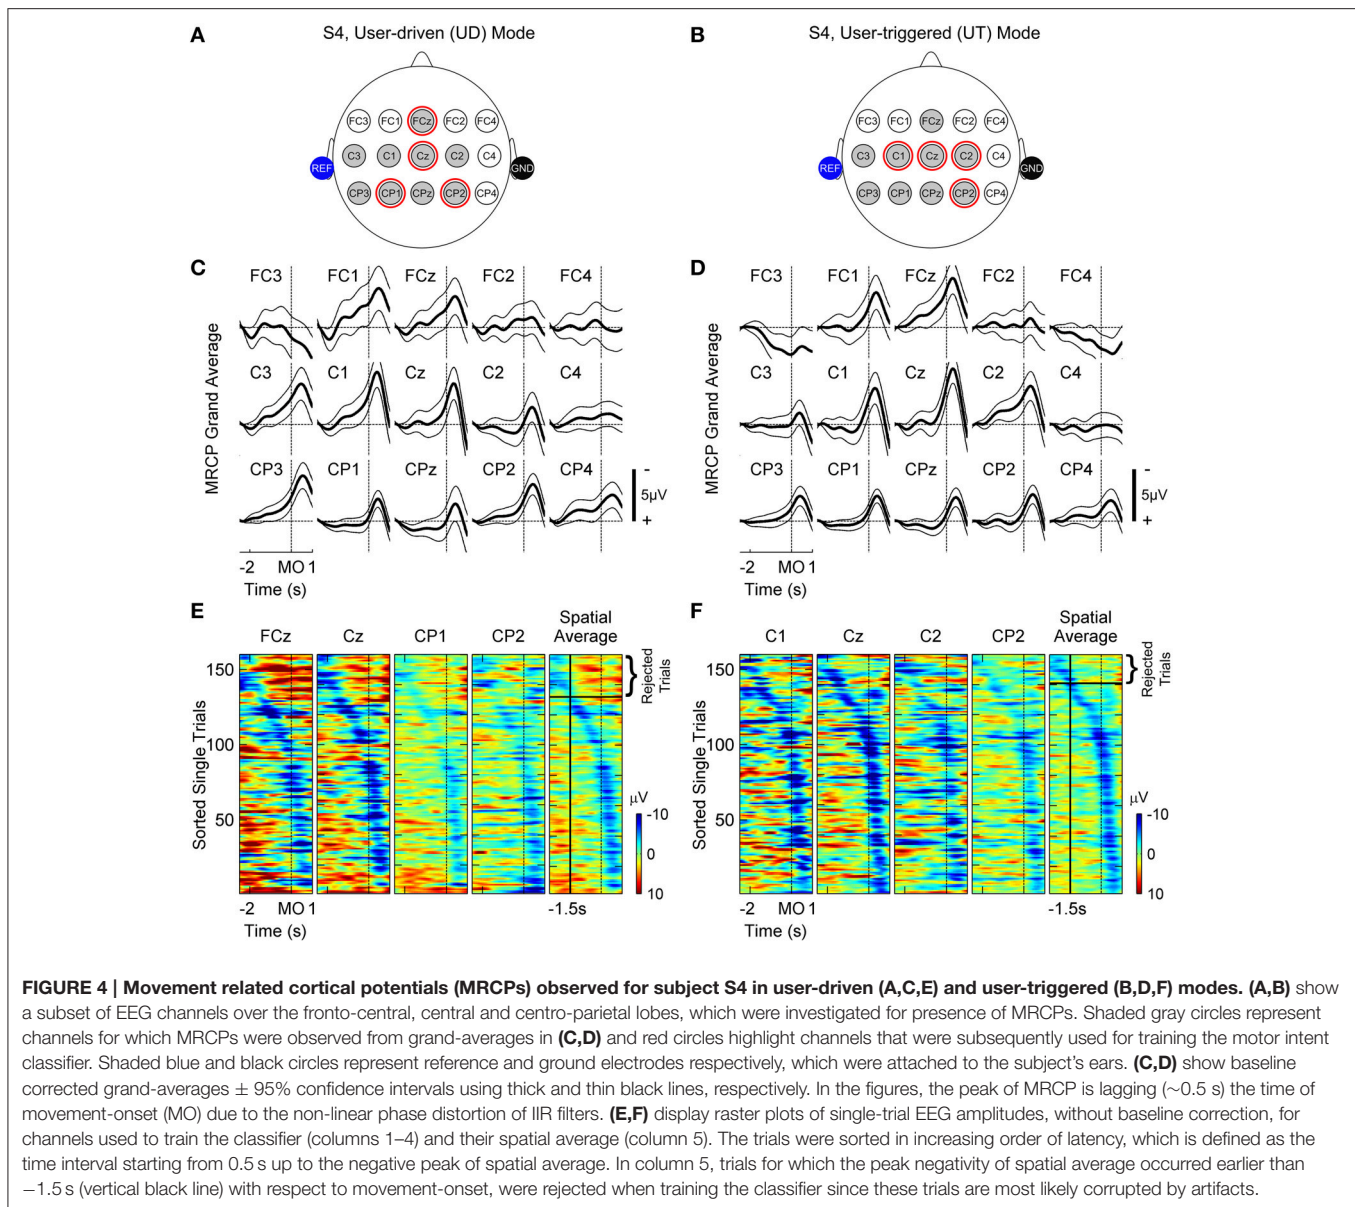 A
S4, User-driven (UD) Mode
FC3 FC1 FCz FC2 FC4
C3 C1 Cz C2 C4
REF
GND
CP3 CP1 CPz CP2 CP4
B
S4, User-triggered (UT) Mode
FC3 FC1 FCz FC2 FC4
C3 C1 Cz C2 C4
REF
GND
CP3 CP1 CPz CP2 CP4
C
MRCP Grand Average
FC3 FC1 FCz FC2 FC4
C3 C1 Cz C2 C4
CP3 CP1 CPz CP2 CP4
-
5µV
+
-2 MO 1
Time (s)
D
MRCP Grand Average
FC3 FC1 FCz FC2 FC4
C3 C1 Cz C2 C4
CP3 CP1 CPz CP2 CP4
-
5µV
+
-2 MO 1
Time (s)
E
Spatial
FCz Cz CP1 CP2 Average
Sorted Single Trials
150
100
50
Rejected
Trials
µV
-10
0
10
-2 MO 1
-1.5s
Time (s)
F
Spatial
C1 Cz C2 CP2 Average
Sorted Single Trials
150
100
50
Rejected
Trials
µV
-10
0
10
-2 MO 1
-1.5s
Time (s)
FIGURE 4 | Movement related cortical potentials (MRCPs) observed for subject S4 in user-driven (A,C,E) and user-triggered (B,D,F) modes. (A,B) show
a subset of EEG channels over the fronto-central, central and centro-parietal lobes, which were investigated for presence of MRCPs. Shaded gray circles represent
channels for which MRCPs were observed from grand-averages in (C,D) and red circles highlight channels that were subsequently used for training the motor intent
classifier. Shaded blue and black circles represent reference and ground electrodes respectively, which were attached to the subject's ears. (C,D) show baseline
corrected grand-averages ± 95% confidence intervals using thick and thin black lines, respectively. In the figures, the peak of MRCP is lagging (~0.5 s) the time of
movement-onset (MO) due to the non-linear phase distortion of IIR filters. (E,F) display raster plots of single-trial EEG amplitudes, without baseline correction, for
channels used to train the classifier (columns 1–4) and their spatial average (column 5). The trials were sorted in increasing order of latency, which is defined as the
time interval starting from 0.5 s up to the negative peak of spatial average. In column 5, trials for which the peak negativity of spatial average occurred earlier than
−1.5 s (vertical black line) with respect to movement-onset, were rejected when training the classifier since these trials are most likely corrupted by artifacts.